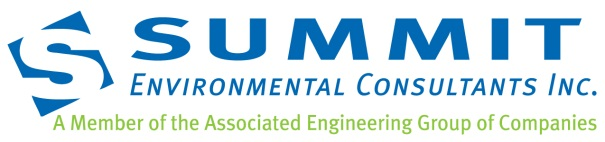 S SUMMIT
ENVIRONMENTAL CONSULTANTS INC.
A Member of the Associated Engineering Group of Companies